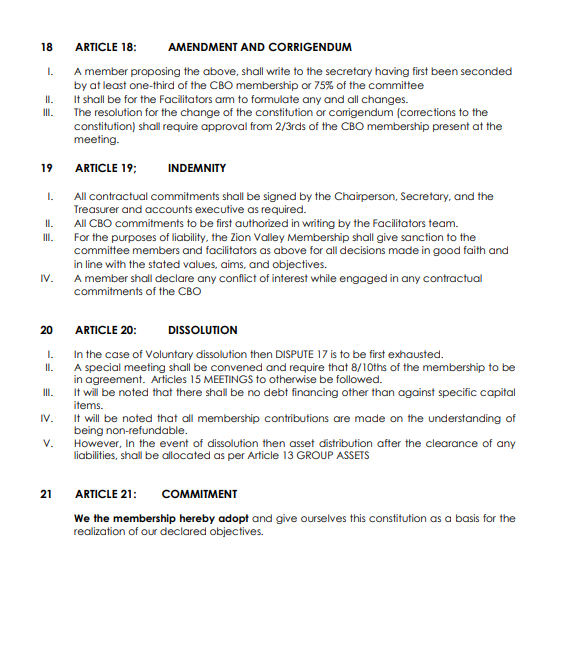 18 ARTICLE 18: AMENDMENT AND CORRIGENDUM
I. A member proposing the above, shall write to the secretary having first been seconded
by at least one-third of the CBO membership or 75% of the committee
II. It shall be for the Facilitators arm to formulate any and all changes.
III. The resolution for the change of the constitution or corrigendum (corrections to the
constitution) shall require approval from 2/3rds of the CBO membership present at the
meeting.
19 ARTICLE 19; INDEMNITY
I. All contractual commitments shall be signed by the Chairperson, Secretary, and the
Treasurer and accounts executive as required.
II. All CBO commitments to be first authorized in writing by the Facilitators team.
III. For the purposes of liability, the Zion Valley Membership shall give sanction to the
committee members and facilitators as above for all decisions made in good faith and
in line with the stated values, aims, and objectives.
IV. A member shall declare any conflict of interest while engaged in any contractual
commitments of the CBO
20 ARTICLE 20: DISSOLUTION
I. In the case of Voluntary dissolution then DISPUTE 17 is to be first exhausted.
II. A special meeting shall be convened and require that 8/10ths of the membership to be
in agreement. Articles 15 MEETINGS to otherwise be followed.
III. It will be noted that there shall be no debt financing other than against specific capital
items.
IV. It will be noted that all membership contributions are made on the understanding of
being non-refundable.
V. However, In the event of dissolution then asset distribution after the clearance of any
liabilities, shall be allocated as per Article 13 GROUP ASSETS
21 ARTICLE 21: COMMITMENT
We the membership hereby adopt and give ourselves this constitution as a basis for the
realization of our declared objectives.